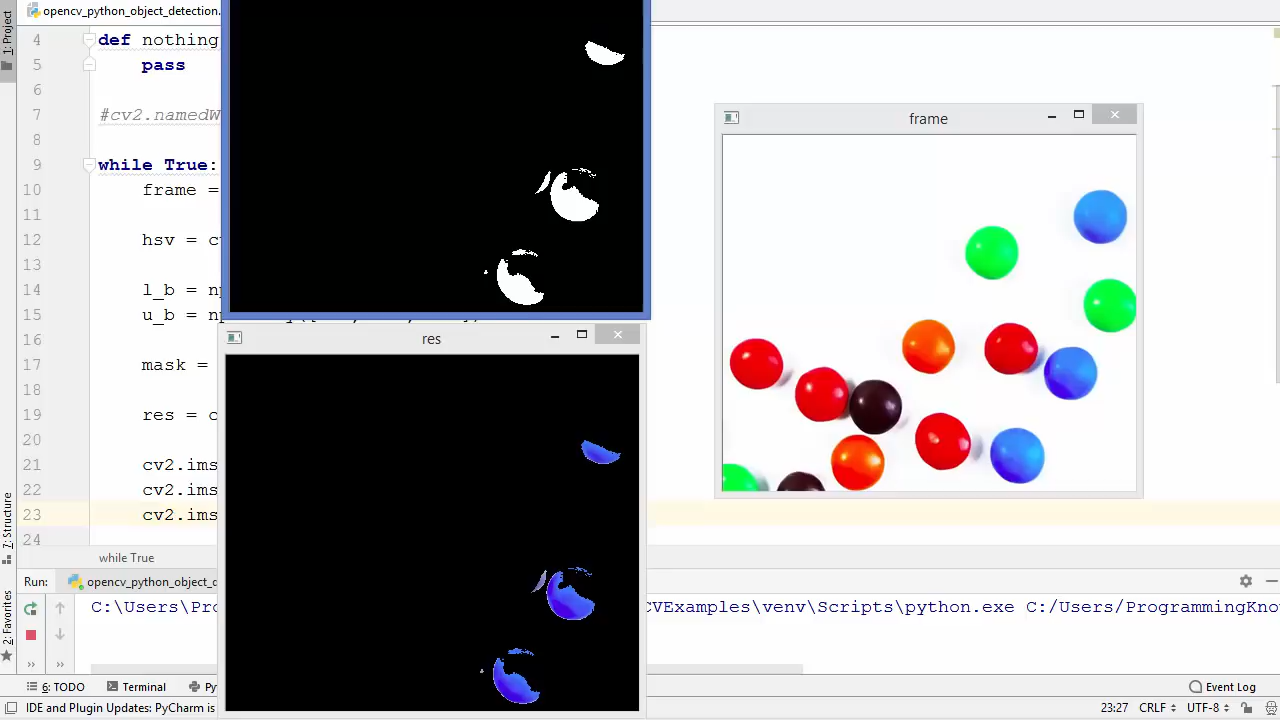 opencv_python_object_detection.
1: Project
4 def nothing
5 pass
6
7 #cv2.namedW
8
9 while True:
10 frame =
11
12 hsv = cv
13
14 l_b = np
15 u_b = np
16
17 mask =
18
19 res = c
20
21 cv2.ims
22 cv2.ims
23 cv2.ims
24
frame
res
while True
7: Structure
2: Favorites
Run: opencv_python_object_d
C:\Users\Pro CVExamples\venv\Scripts\python.exe C:/Users/ProgrammingKno
6: TODO Terminal Py Event Log
IDE and Plugin Updates: PyCharm is 23:27 CRLF UTF-8